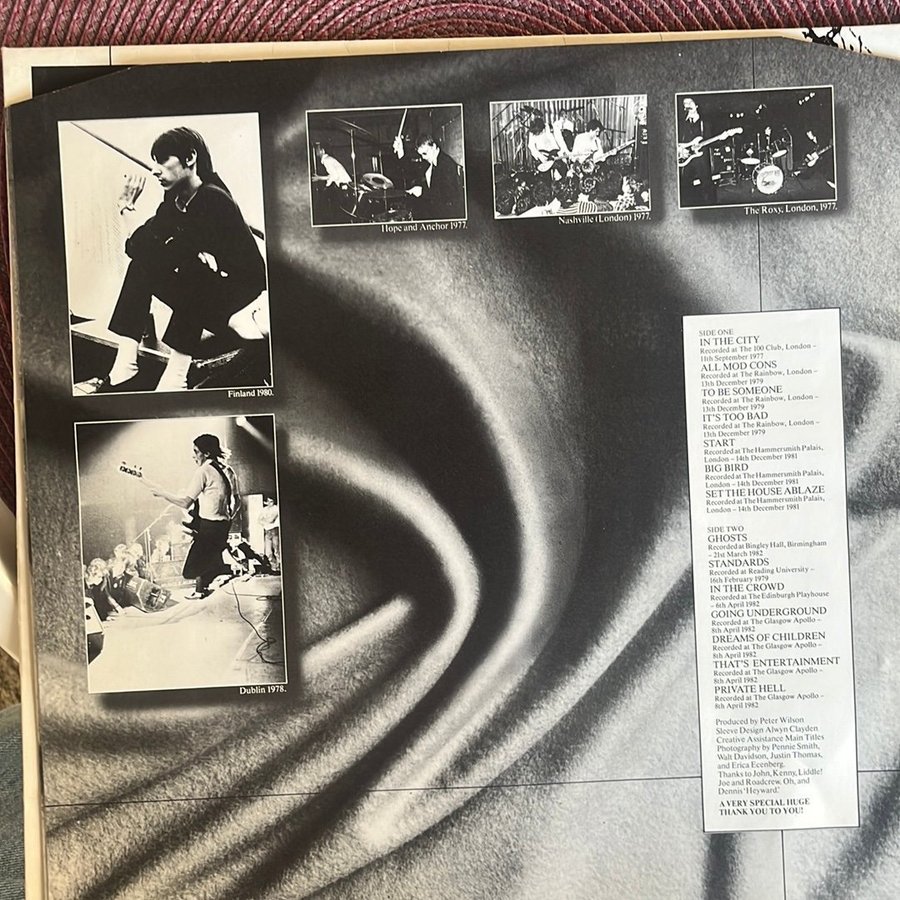 Hope and Anchor 1977.
Nashville (London) 1977.
The Roxy, London, 1977.
Finland 1980.
Dublin 1978.
SIDE ONE
IN THE CITY
Recorded at The 100 Club, London –
11th September 1977
ALL MOD CONS
Recorded at The Rainbow, London –
13th December 1979
TO BE SOMEONE
Recorded at The Rainbow, London –
13th December 1979
IT'S TOO BAD
Recorded at The Rainbow, London –
13th December 1979
START
Recorded at The Hammersmith Palais,
London – 14th December 1981
BIG BIRD
Recorded at The Hammersmith Palais,
London – 14th December 1981
SET THE HOUSE ABLAZE
Recorded at The Hammersmith Palais,
London – 14th December 1981
SIDE TWO
GHOSTS
Recorded at Bingley Hall, Birmingham
– 21st March 1982
STANDARDS
Recorded at Reading University –
16th February 1979
IN THE CROWD
Recorded at The Edinburgh Playhouse
– 6th April 1982
GOING UNDERGROUND
Recorded at The Glasgow Apollo –
8th April 1982
DREAMS OF CHILDREN
Recorded at The Glasgow Apollo –
8th April 1982
THAT'S ENTERTAINMENT
Recorded at The Glasgow Apollo –
8th April 1982
PRIVATE HELL
Recorded at The Glasgow Apollo –
8th April 1982
Produced by Peter Wilson
Sleeve Design Alwyn Clayden
Creative Assistance Main Titles
Photography by Pennie Smith,
Walt Davidson, Justin Thomas,
and Erica Ecenberg.
Thanks to John, Kenny, Liddle!
Joe and Roadcrew. Oh, and
Dennis 'Heyward.'
A VERY SPECIAL HUGE
THANK YOU TO YOU!